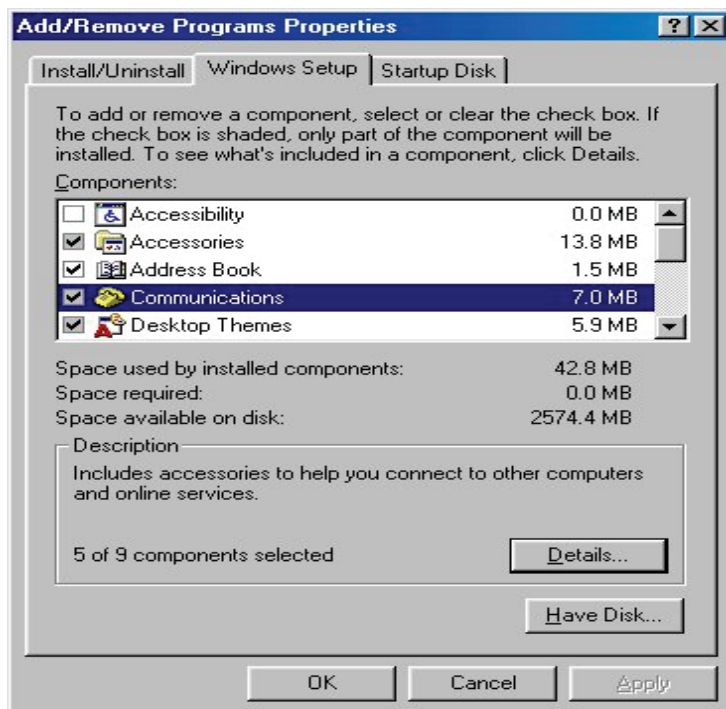 Add/Remove Programs Properties
Install/Uninstall Windows Setup Startup Disk
To add or remove a component, select or clear the check box. If
the check box is shaded, only part of the component will be
installed. To see what's included in a component, click Details.
Components:
Accessibility 0.0 MB
Accessories 13.8 MB
Address Book 1.5 MB
Communications 7.0 MB
Desktop Themes 5.9 MB
Space used by installed components: 42.8 MB
Space required: 0.0 MB
Space available on disk: 2574.4 MB
Description
Includes accessories to help you connect to other computers
and online services.
5 of 9 components selected Details...
Have Disk...
OK Cancel Apply